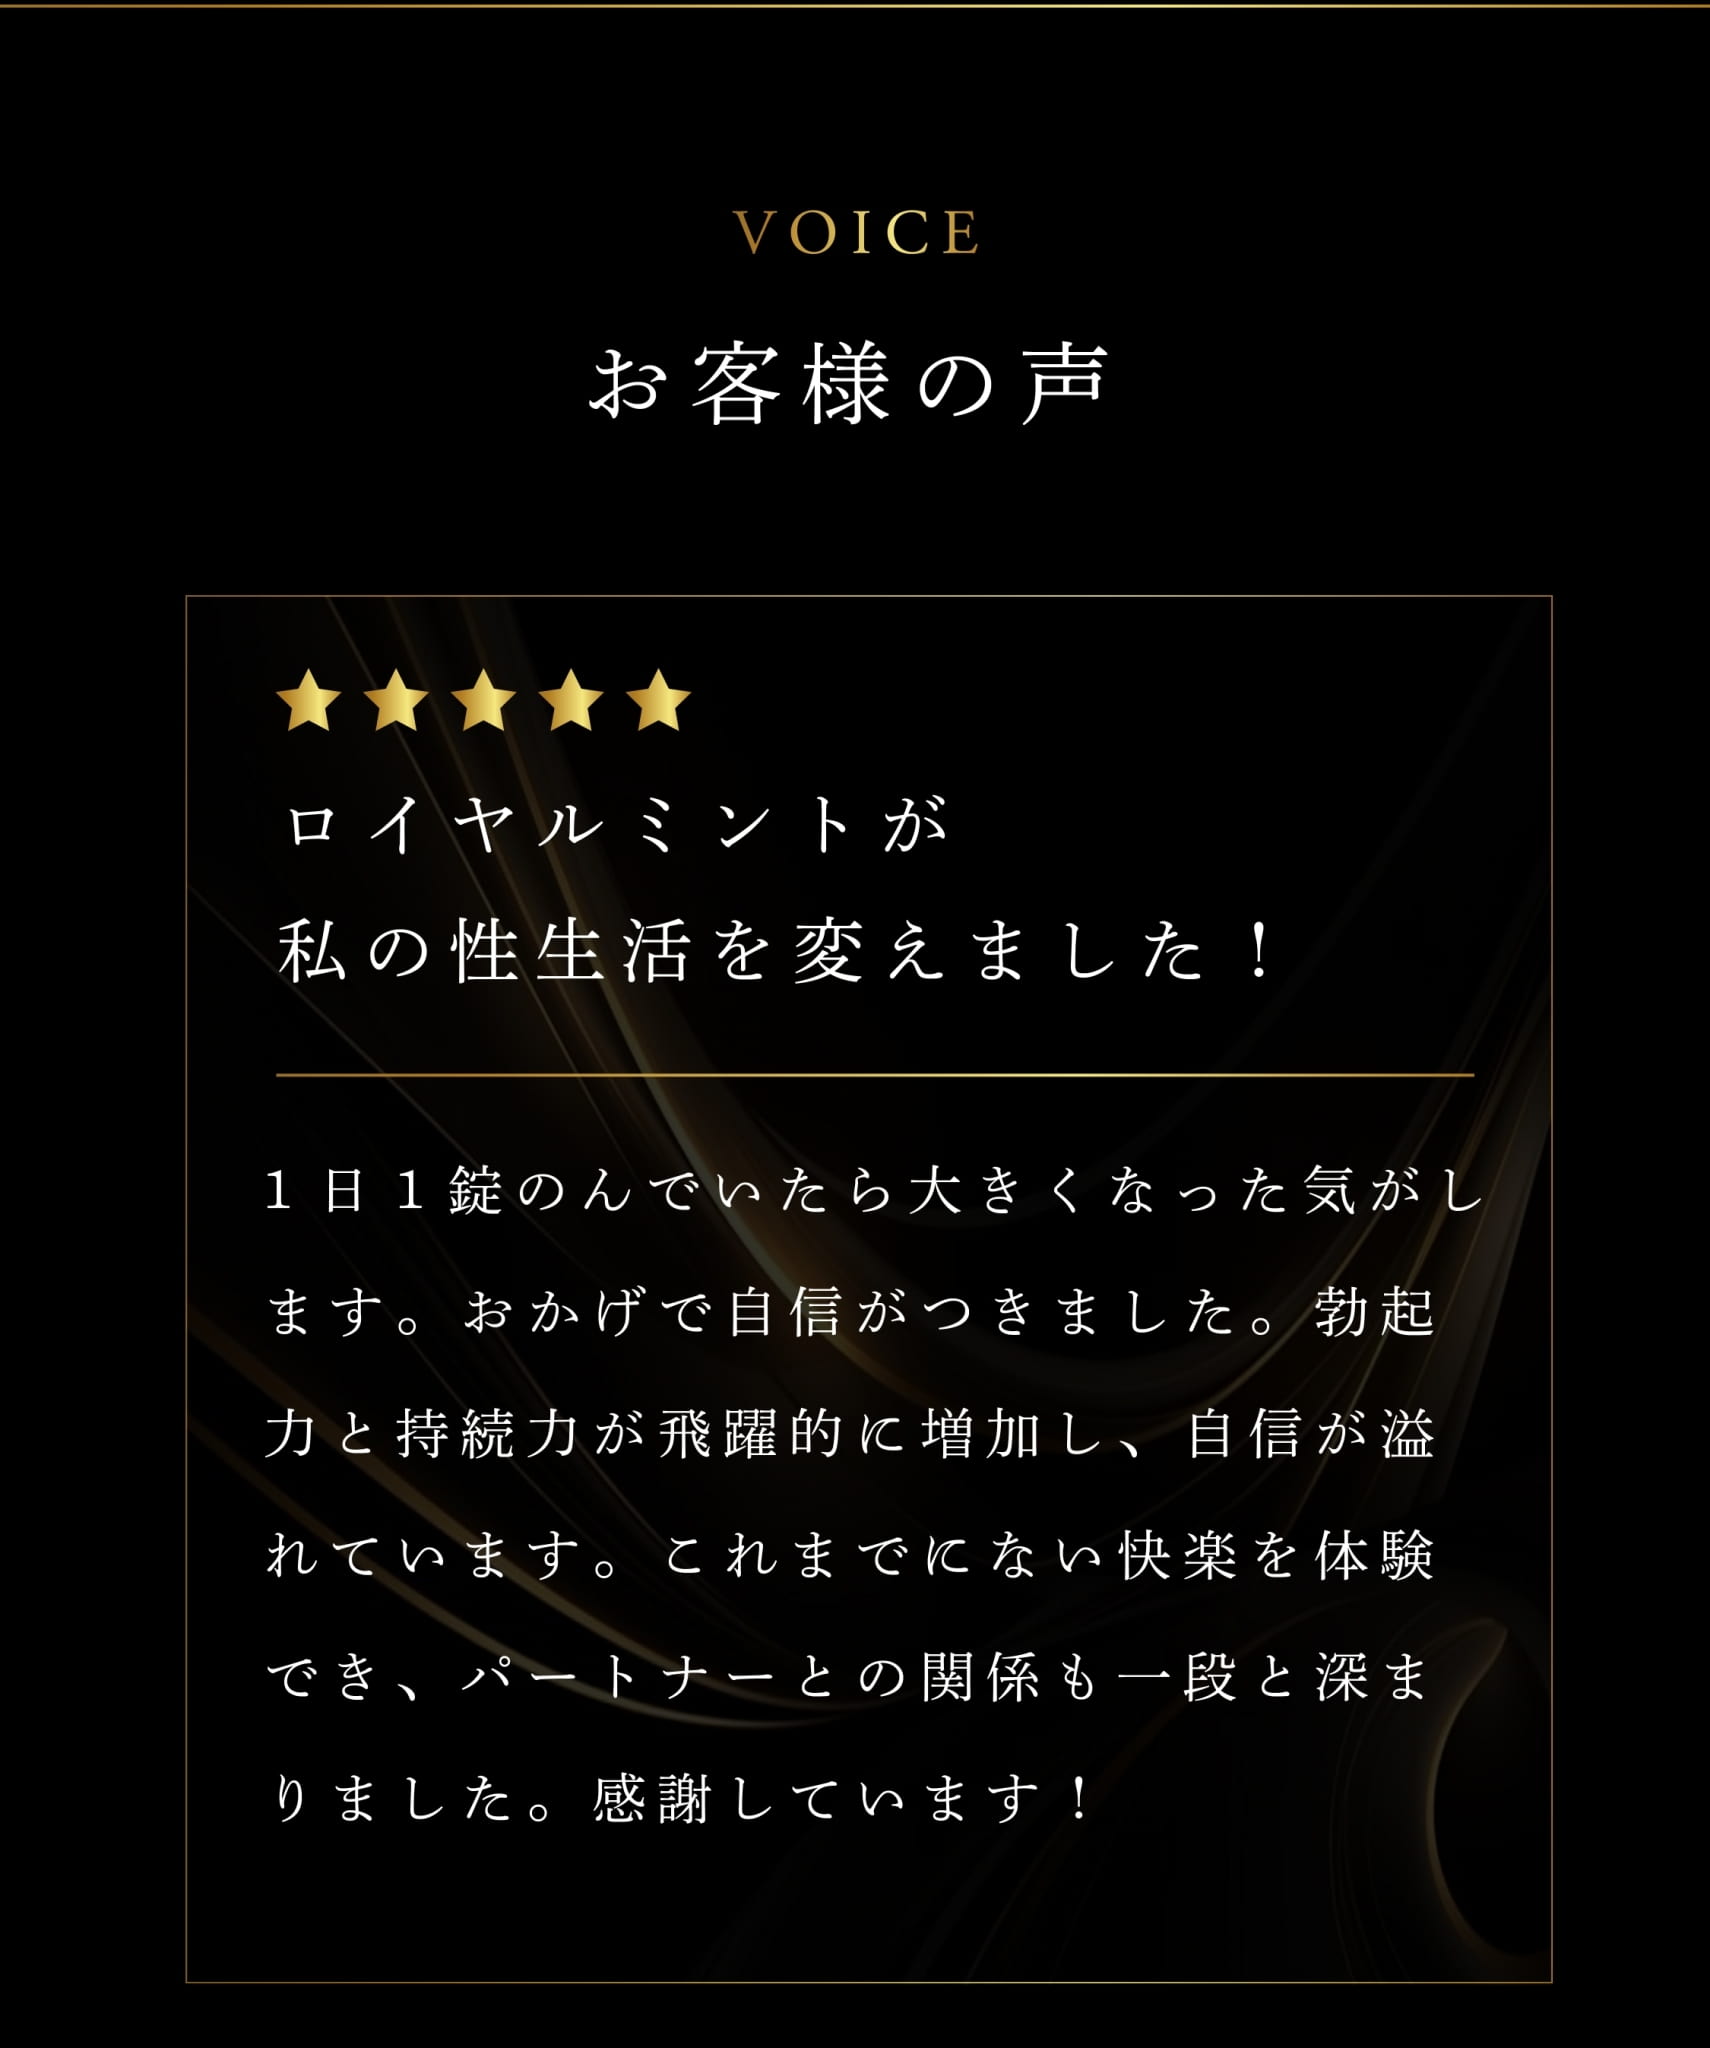 VOICE
お客様の声
ロイヤルミントが
私の性生活を変えました！
1日1錠のんでいたら大きくなった気がし
ます。おかげで自信がつきました。勃起
力と持続力が飛躍的に増加し、自信が溢
れています。これまでにない快楽を体験
でき、パートナーとの関係も一段と深ま
りました。感謝しています！